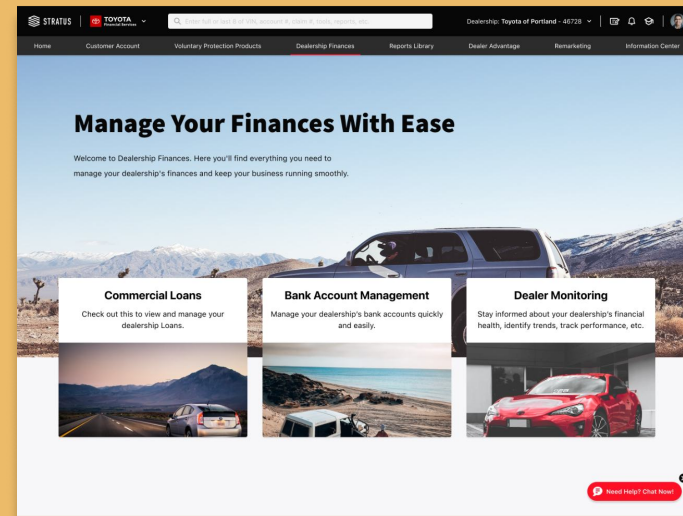 STRATUS
TOYOTA
Financial Services
Enter full or last 8 of VIN, account #, claim #, tools, reports, etc.
Dealership: Toyota of Portland - 46728
Home
Customer Account
Voluntary Protection Products
Dealership Finances
Reports Library
Dealer Advantage
Remarketing
Information Center
Manage Your Finances With Ease
Welcome to Dealership Finances. Here you'll find everything you need to
manage your dealership's finances and keep your business running smoothly.
Commercial Loans
Check out this to view and manage your
dealership Loans.
Bank Account Management
Manage your dealership's bank accounts quickly
and easily.
Dealer Monitoring
Stay informed about your dealership's financial
health, identify trends, track performance, etc.
Need Help? Chat Now!